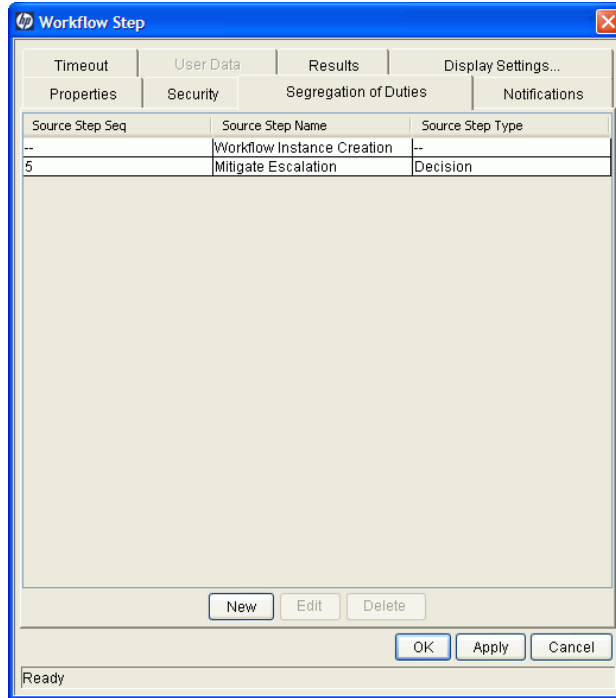 hp Workflow Step
Timeout User Data Results Display Settings...
Properties Security Segregation of Duties Notifications
Source Step Seq Source Step Name Source Step Type
-- Workflow Instance Creation --
5 Mitigate Escalation Decision
New Edit Delete
OK Apply Cancel
Ready